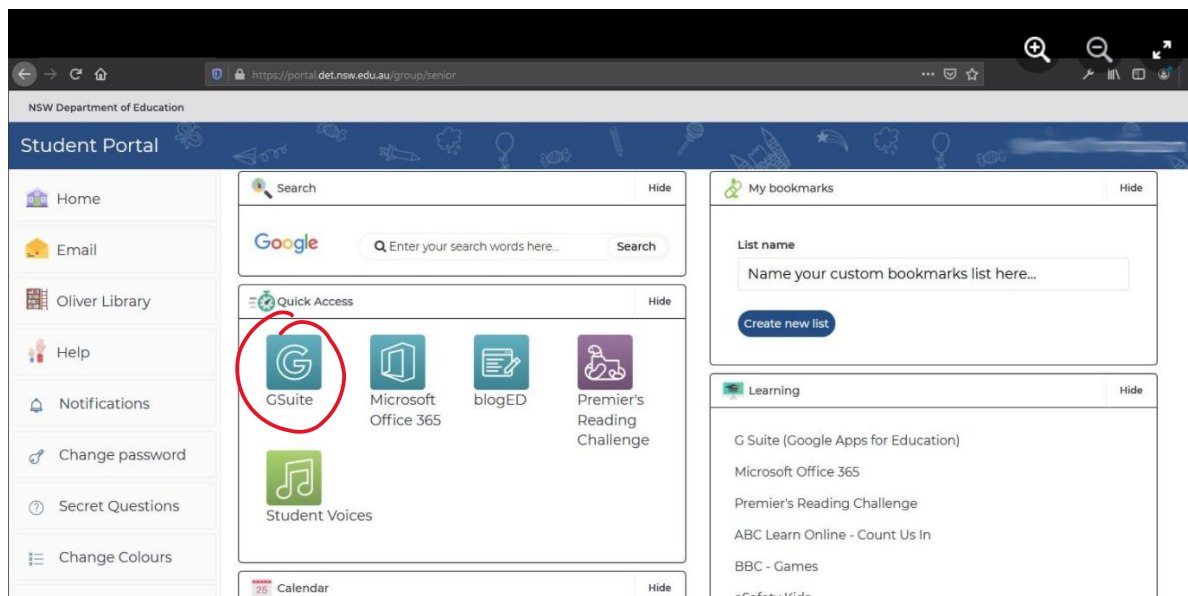 https://portal.det.nsw.edu.au/group/senior
NSW Department of Education
Student Portal
Home
Email
Oliver Library
Help
Notifications
Change password
Secret Questions
Change Colours
Search
Hide
Google
Enter your search words here...
Search
Quick Access
Hide
GSuite
Microsoft
Office 365
blogED
Premier's
Reading
Challenge
Student Voices
25 Calendar
Hide
My bookmarks
Hide
List name
Name your custom bookmarks list here...
Create new list
Learning
Hide
G Suite (Google Apps for Education)
Microsoft Office 365
Premier's Reading Challenge
ABC Learn Online - Count Us In
BBC - Games
eSafety Kids